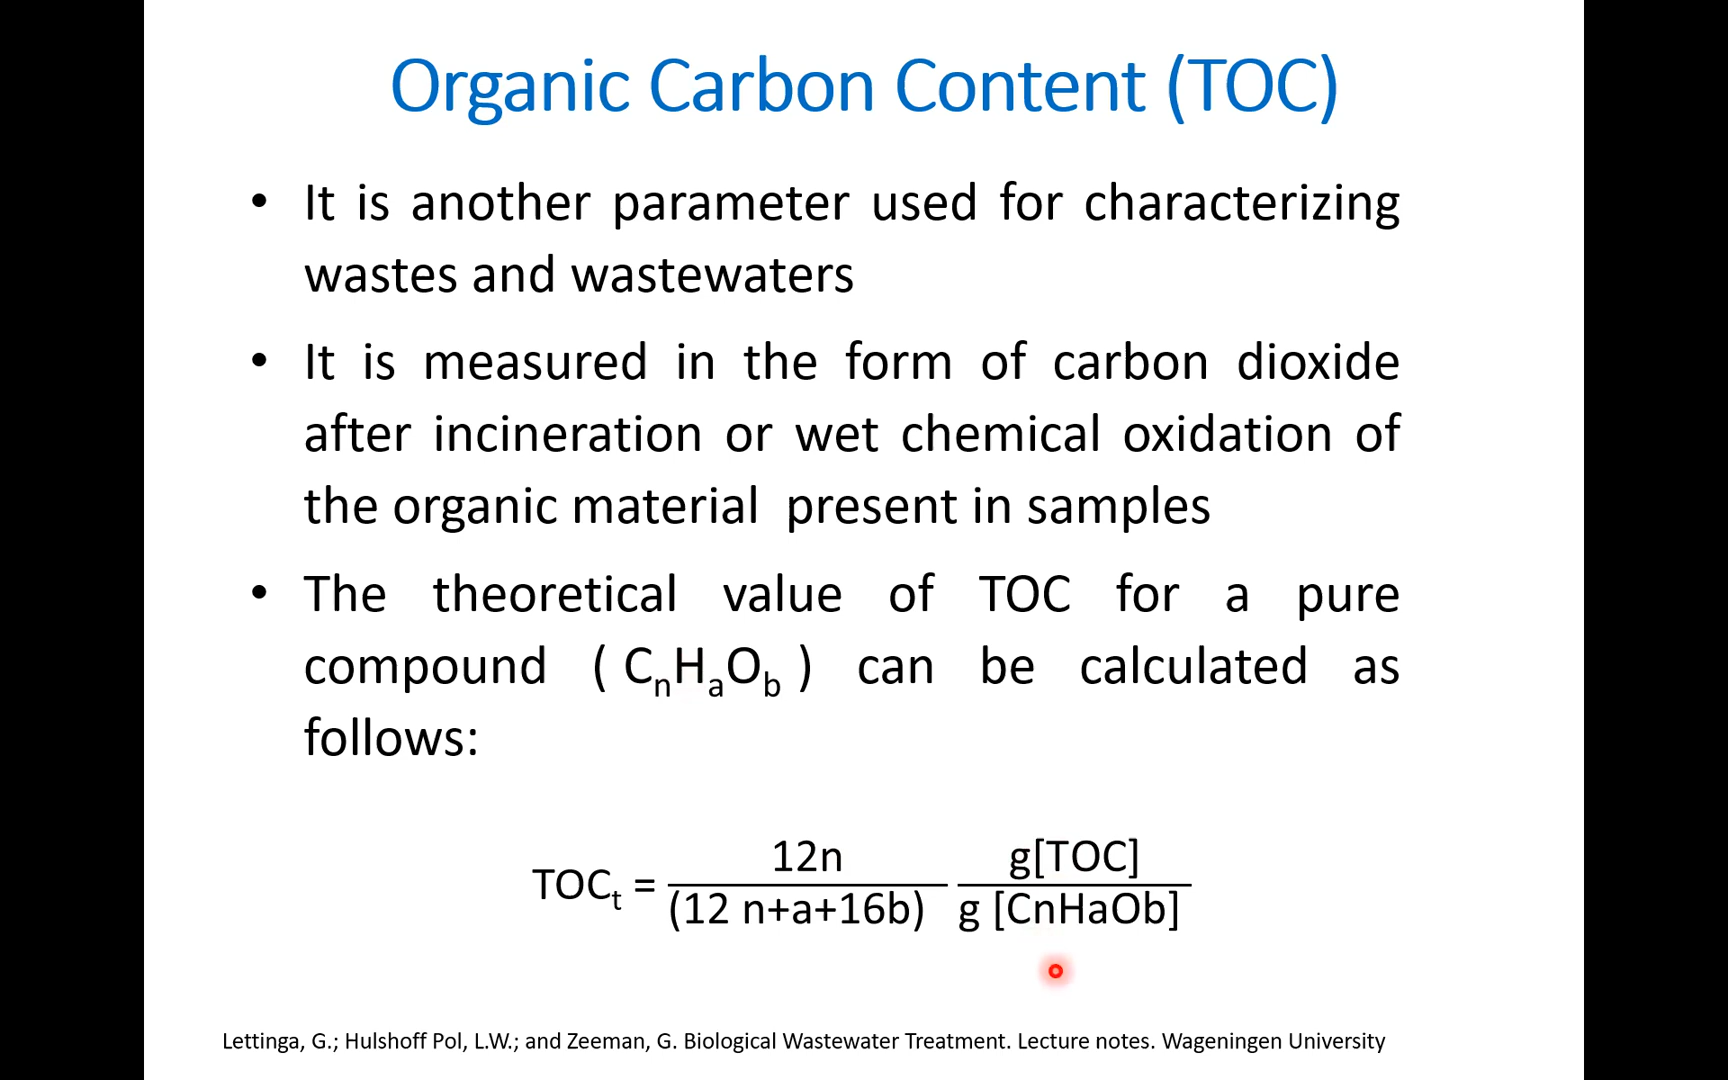 Organic Carbon Content (TOC)
• It is another parameter used for characterizing
wastes and wastewaters
• It is measured in the form of carbon dioxide
after incineration or wet chemical oxidation of
the organic material present in samples
• The theoretical value of TOC for a pure
compound ( CₙHₐO_b ) can be calculated as
follows:
12n g[TOC]
TOCₜ =
(12 n+a+16b) g [CnHaOb]
Lettinga, G.; Hulshoff Pol, L.W.; and Zeeman, G. Biological Wastewater Treatment. Lecture notes. Wageningen University